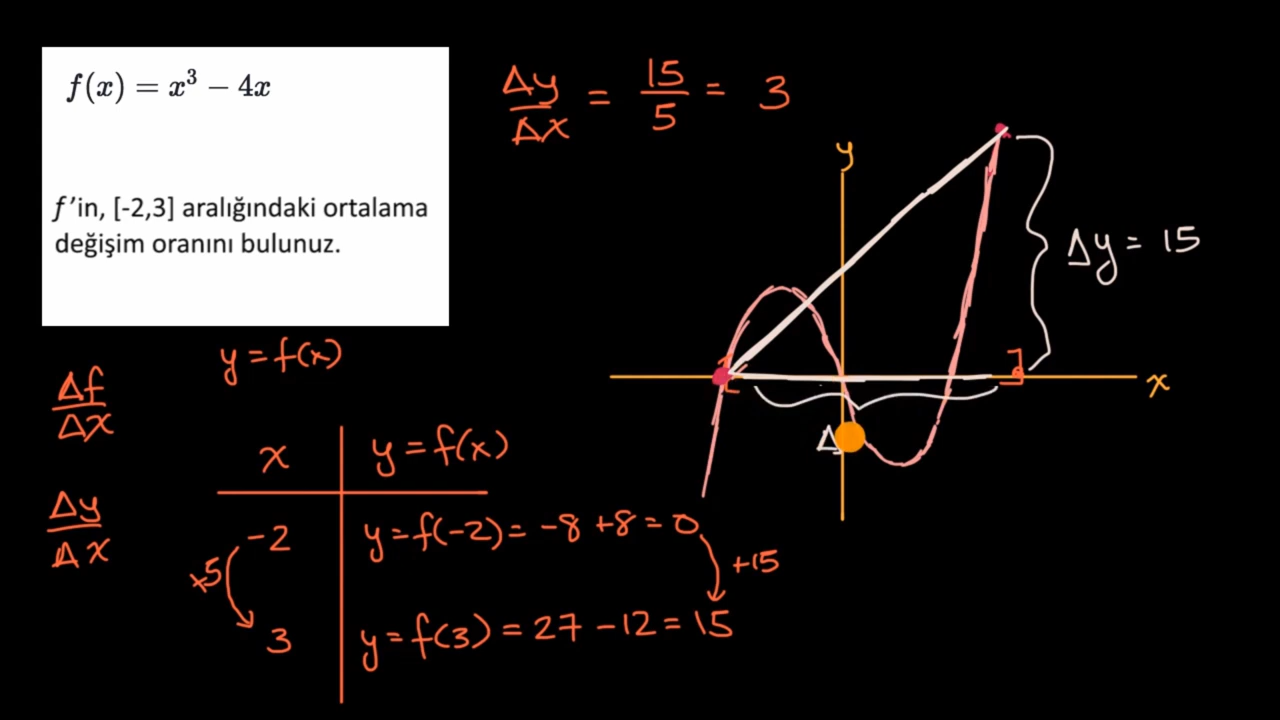 f(x) = x³ − 4x
f'in, [-2,3] aralığındaki ortalama
değişim oranını bulunuz.
Δy/Δx = 15/5 = 3
y
Δy = 15
x
Δ
y = f(x)
Δf/Δx
Δy/Δx
x y = f(x)
-2 y = f(-2) = -8 + 8 = 0
+5 +15
3 y = f(3) = 27 - 12 = 15